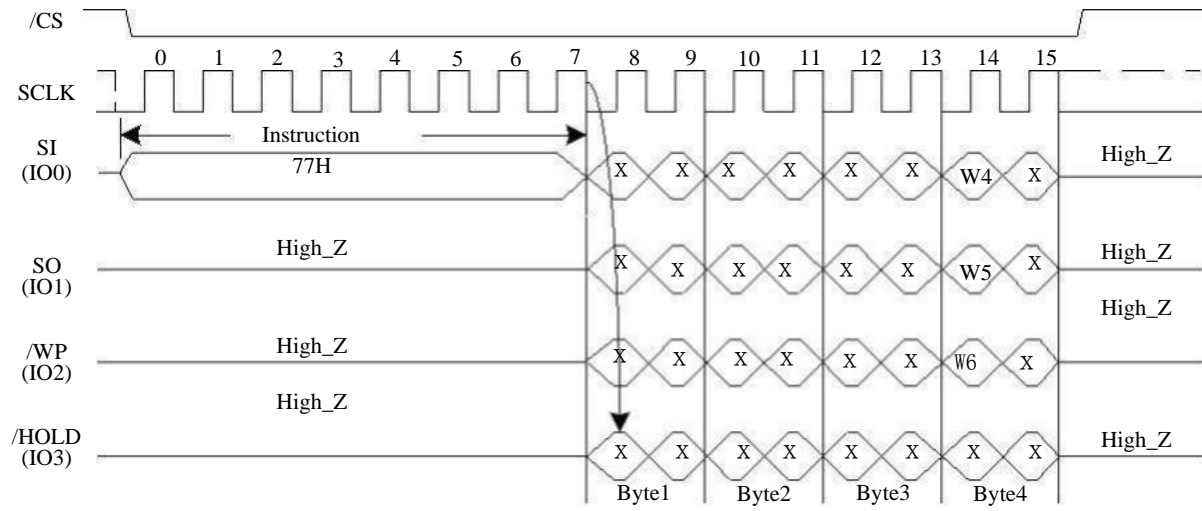 /CS
0 1 2 3 4 5 6 7 8 9 10 11 12 13 14 15
SCLK
Instruction
SI
(IO0)
77H
X X X X X X W4 X
High_Z
High_Z
SO
(IO1)
X X X X X X W5 X
High_Z
High_Z
High_Z
/WP
(IO2)
X X X X X X W6 X
High_Z
/HOLD
(IO3)
X X X X X X X X
High_Z
Byte1 Byte2 Byte3 Byte4